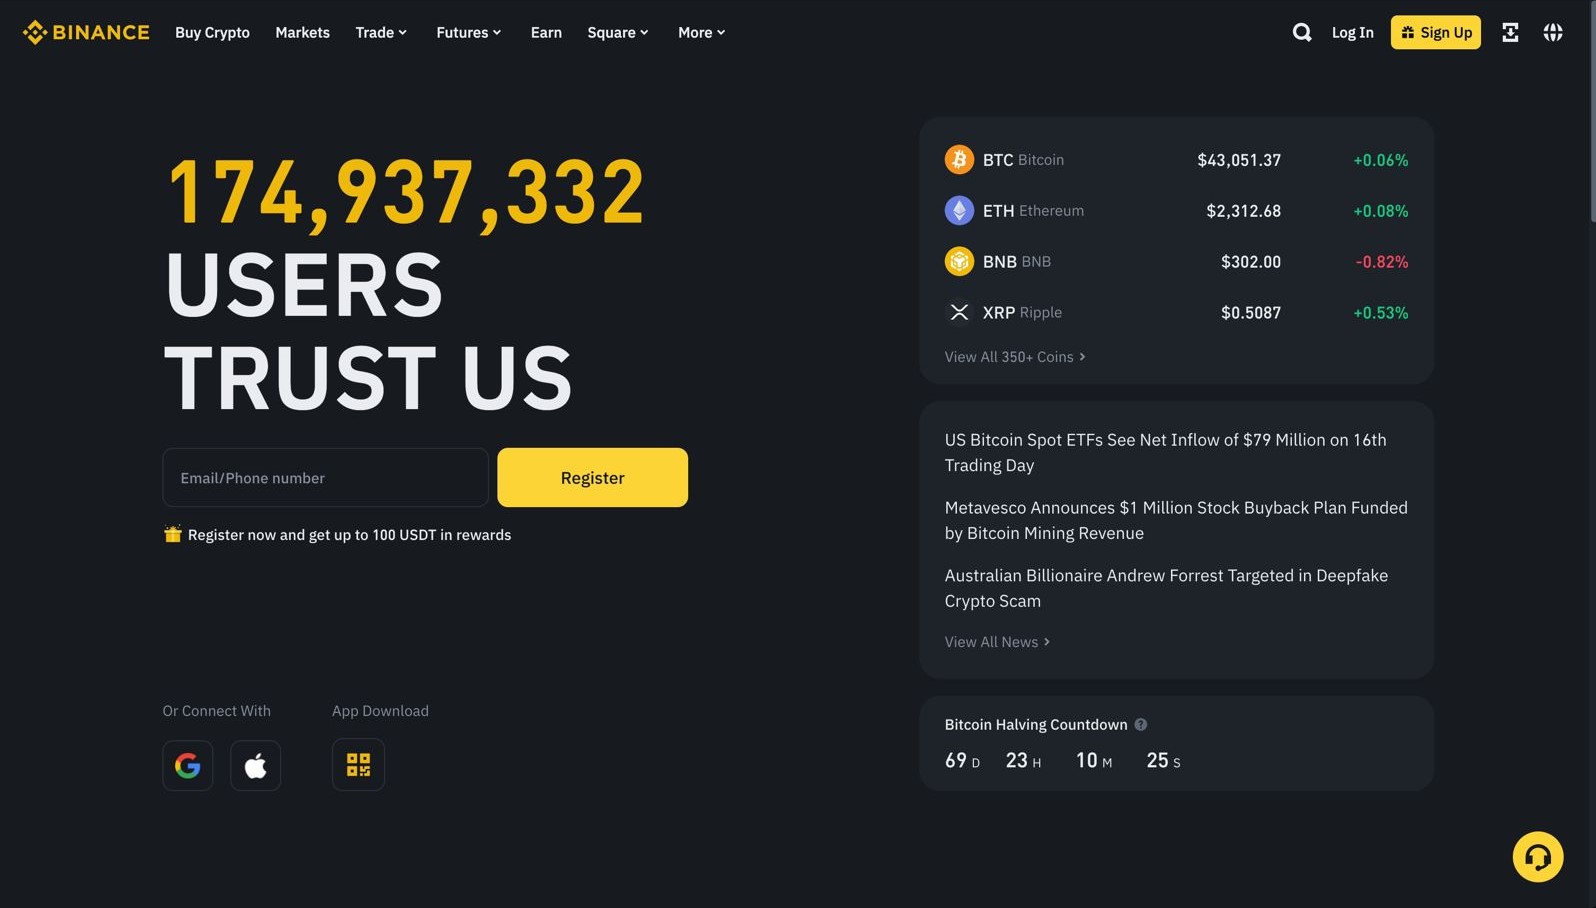 BINANCE Buy Crypto Markets Trade Futures Earn Square More Log In Sign Up
174,937,332
USERS
TRUST US
Email/Phone number Register
Register now and get up to 100 USDT in rewards
Or Connect With App Download
BTC Bitcoin $43,051.37 +0.06%
ETH Ethereum $2,312.68 +0.08%
BNB BNB $302.00 -0.82%
XRP Ripple $0.5087 +0.53%
View All 350+ Coins
US Bitcoin Spot ETFs See Net Inflow of $79 Million on 16th
Trading Day
Metavesco Announces $1 Million Stock Buyback Plan Funded
by Bitcoin Mining Revenue
Australian Billionaire Andrew Forrest Targeted in Deepfake
Crypto Scam
View All News
Bitcoin Halving Countdown ?
69 D 23 H 10 M 25 S